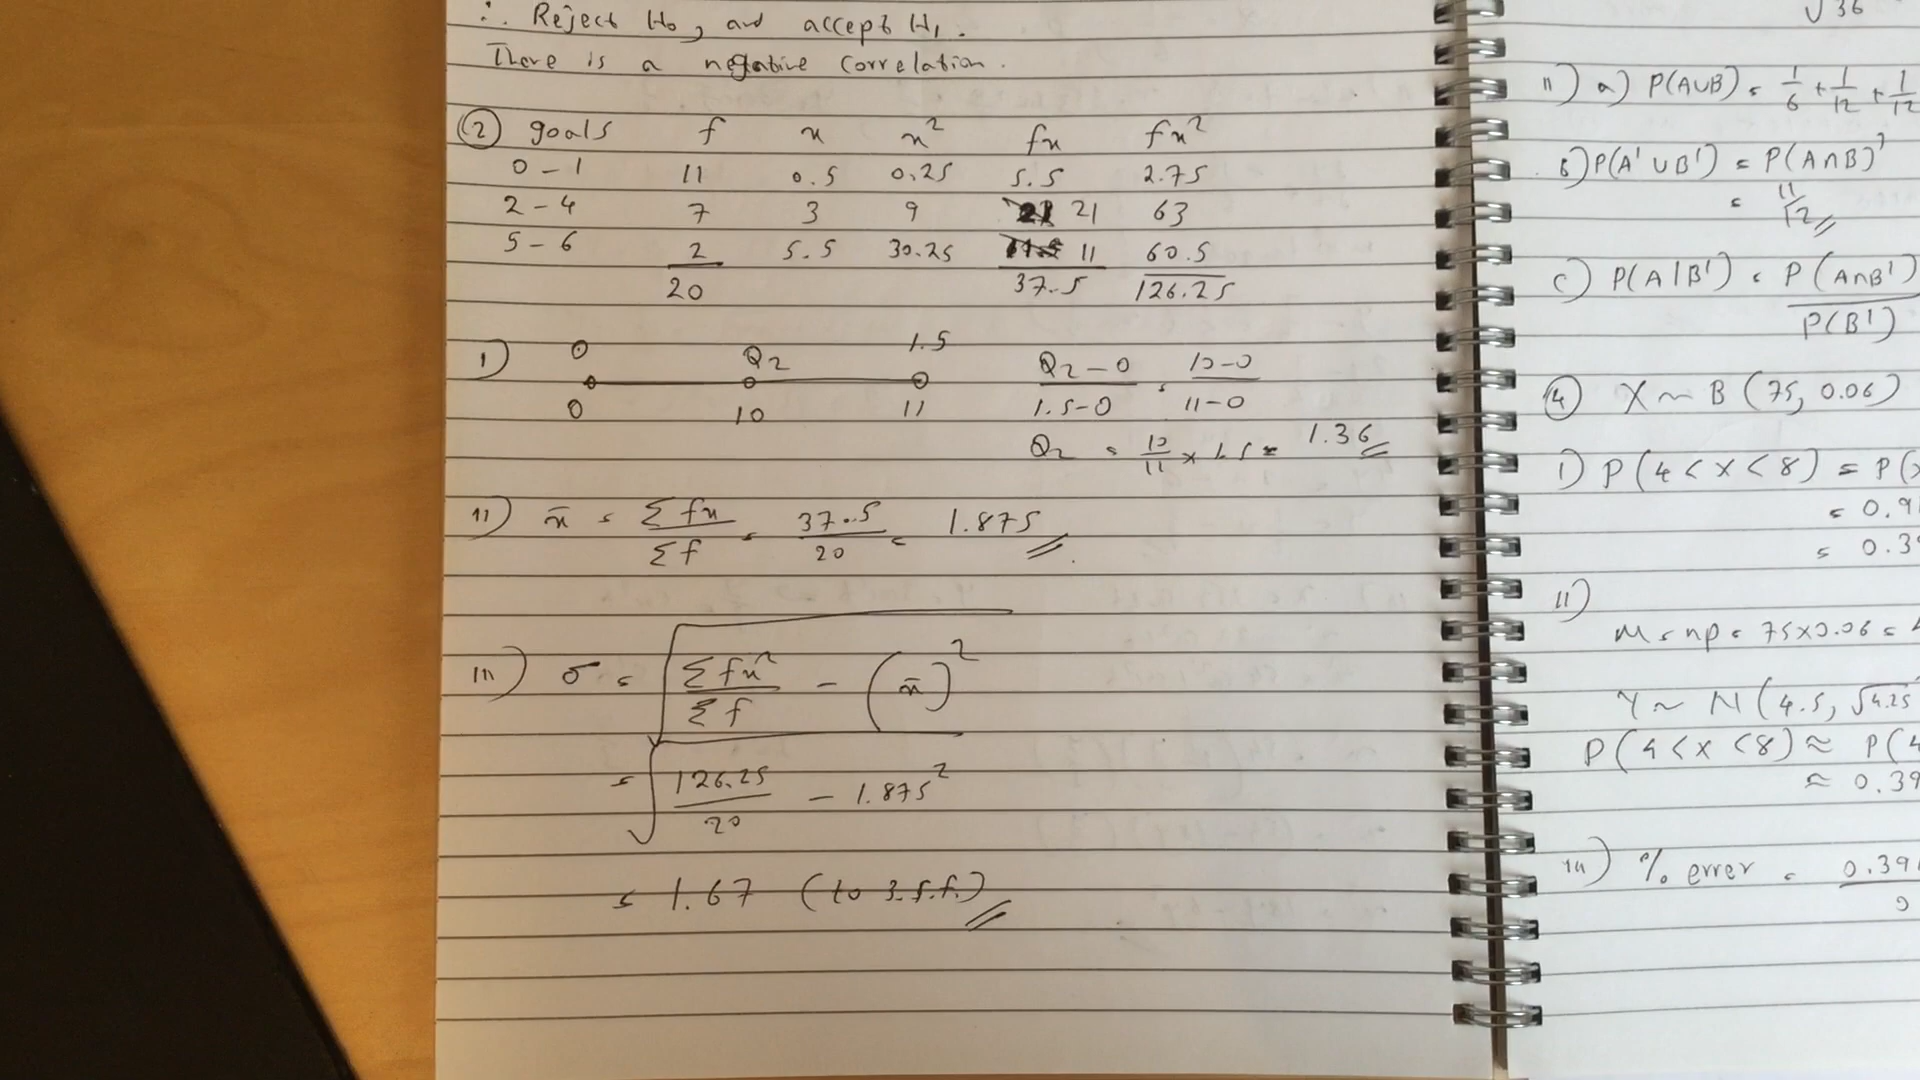 ∴ Reject H₀, and accept H₁.
There is a negative correlation.
② goals f x x² fx fx²
0 – 1 11 0.5 0.25 5.5 2.75
2 – 4 7 3 9 21 63
5 – 6 2 5.5 30.25 11 60.5
20 37.5 126.25
i) 0 Q₂ 1.5
0 10 11
(Q₂ – 0)/(1.5 – 0) = (10 – 0)/(11 – 0)
Q₂ = 10/11 × 1.5 = 1.36
ii) x̄ = Σfx/Σf = 37.5/20 = 1.875
iii) σ = √(Σfx²/Σf – (x̄)²)
= √(126.25/20 – 1.875²)
= 1.67 (to 3.s.f.)
√36
ii) a) P(A∪B) = 1/6 + 1/12 + 1/12
b) P(A'∪B') = P(A∩B)'
= 11/12
c) P(A|B') = P(A∩B')/P(B')
④ X ~ B (75, 0.06)
i) P(4 < X < 8) = P(
= 0.9
= 0.3
ii)
M = np = 75×0.06 =
Y ~ N (4.5, √4.25
P(4 < X < 8) ≈ P(4
≈ 0.39
iii) % error = 0.39